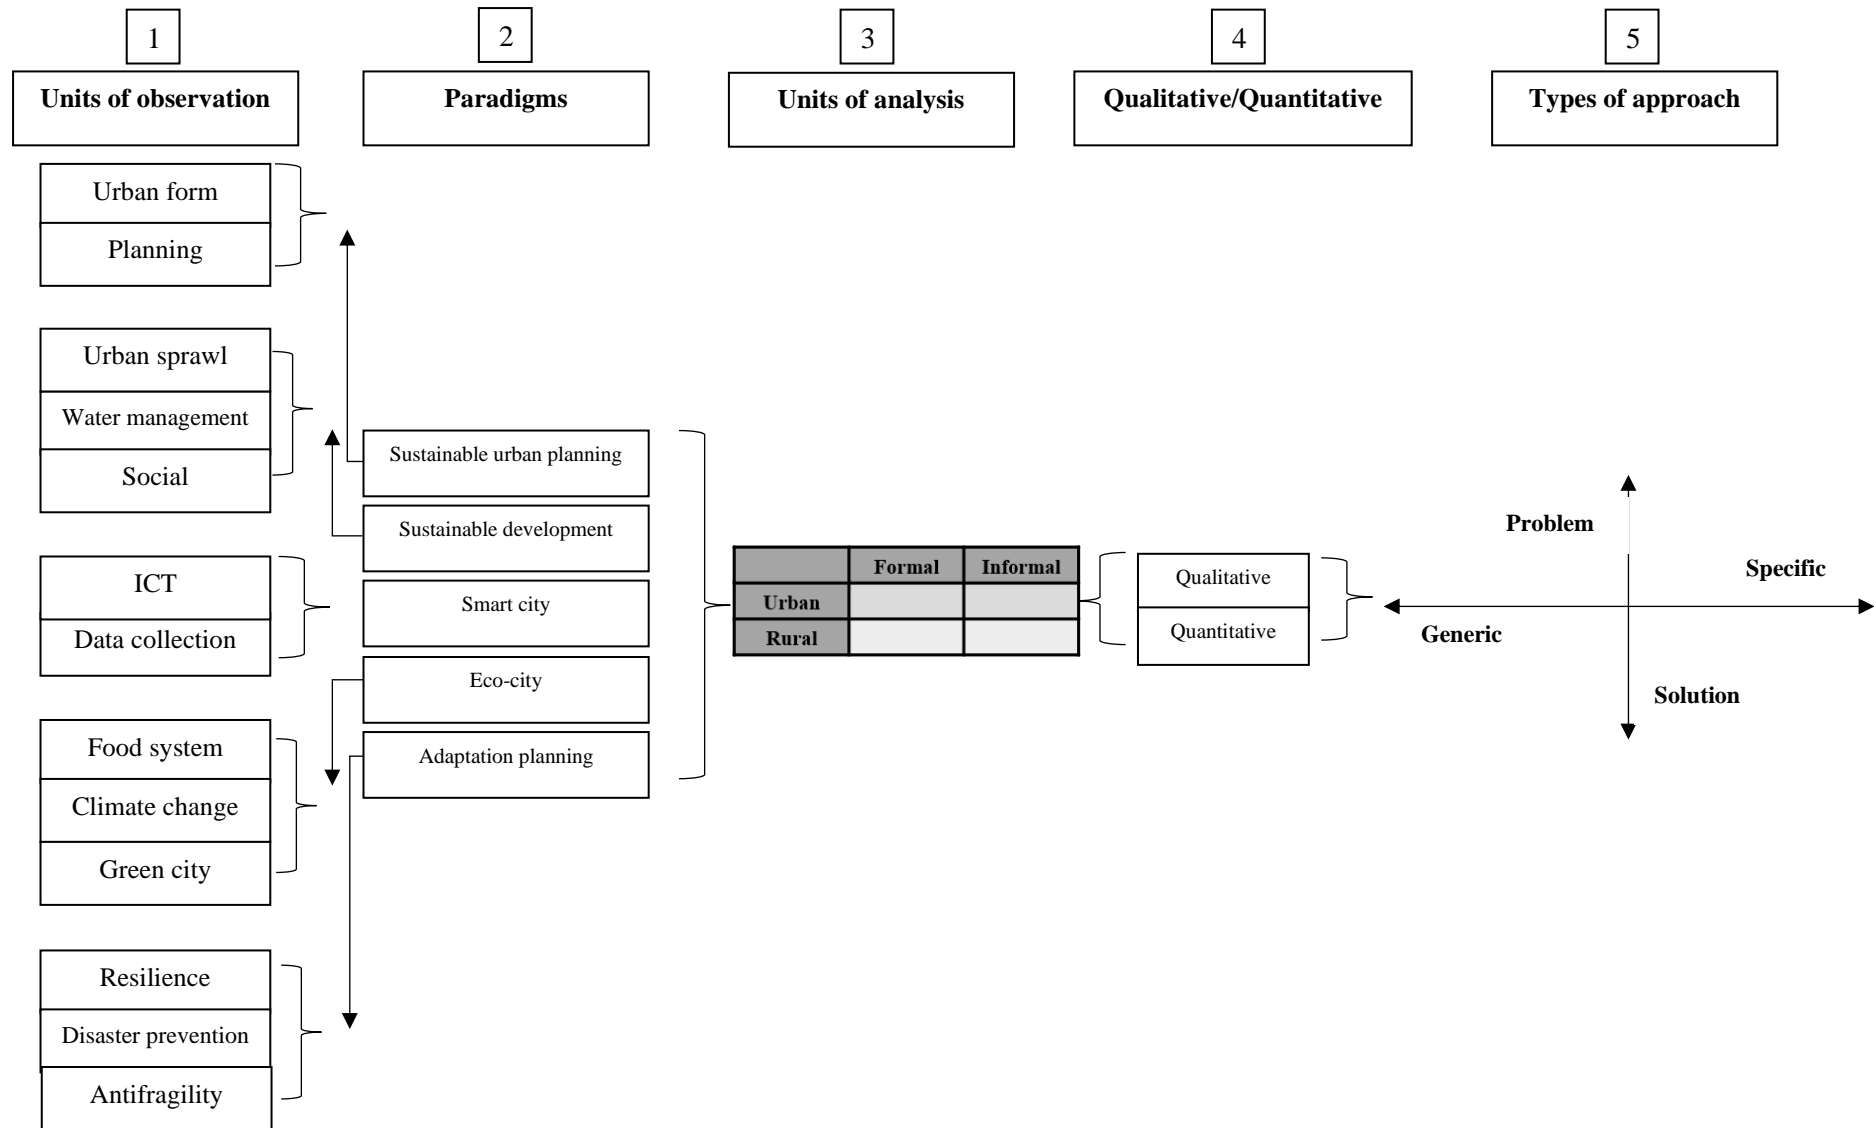 1
Units of observation
Urban form
Planning
Urban sprawl
Water management
Social
ICT
Data collection
Food system
Climate change
Green city
Resilience
Disaster prevention
Antifragility
2
Paradigms
Sustainable urban planning
Sustainable development
Smart city
Eco-city
Adaptation planning
3
Units of analysis
Formal Informal
Urban
Rural
4
Qualitative/Quantitative
Qualitative
Quantitative
5
Types of approach
Problem
Specific
Generic
Solution